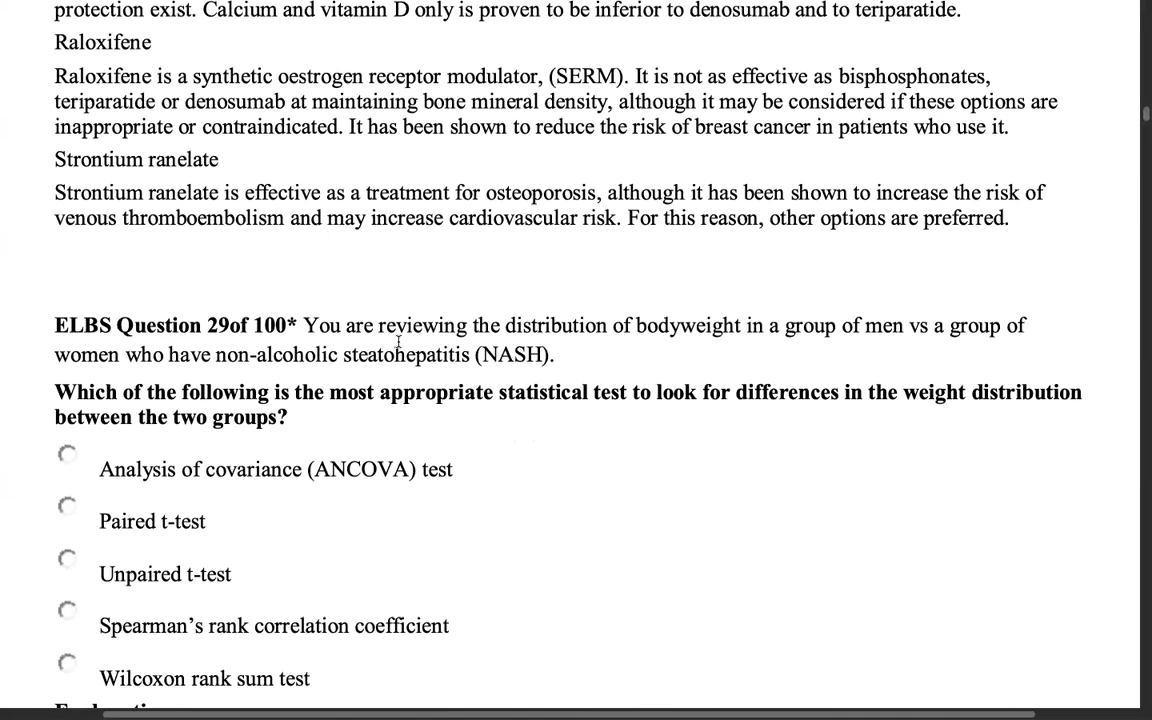 protection exist. Calcium and vitamin D only is proven to be inferior to denosumab and to teriparatide.
Raloxifene
Raloxifene is a synthetic oestrogen receptor modulator, (SERM). It is not as effective as bisphosphonates,
teriparatide or denosumab at maintaining bone mineral density, although it may be considered if these options are
inappropriate or contraindicated. It has been shown to reduce the risk of breast cancer in patients who use it.
Strontium ranelate
Strontium ranelate is effective as a treatment for osteoporosis, although it has been shown to increase the risk of
venous thromboembolism and may increase cardiovascular risk. For this reason, other options are preferred.
ELBS Question 29of 100* You are reviewing the distribution of bodyweight in a group of men vs a group of
women who have non-alcoholic steatohepatitis (NASH).
Which of the following is the most appropriate statistical test to look for differences in the weight distribution
between the two groups?
Analysis of covariance (ANCOVA) test
Paired t-test
Unpaired t-test
Spearman’s rank correlation coefficient
Wilcoxon rank sum test